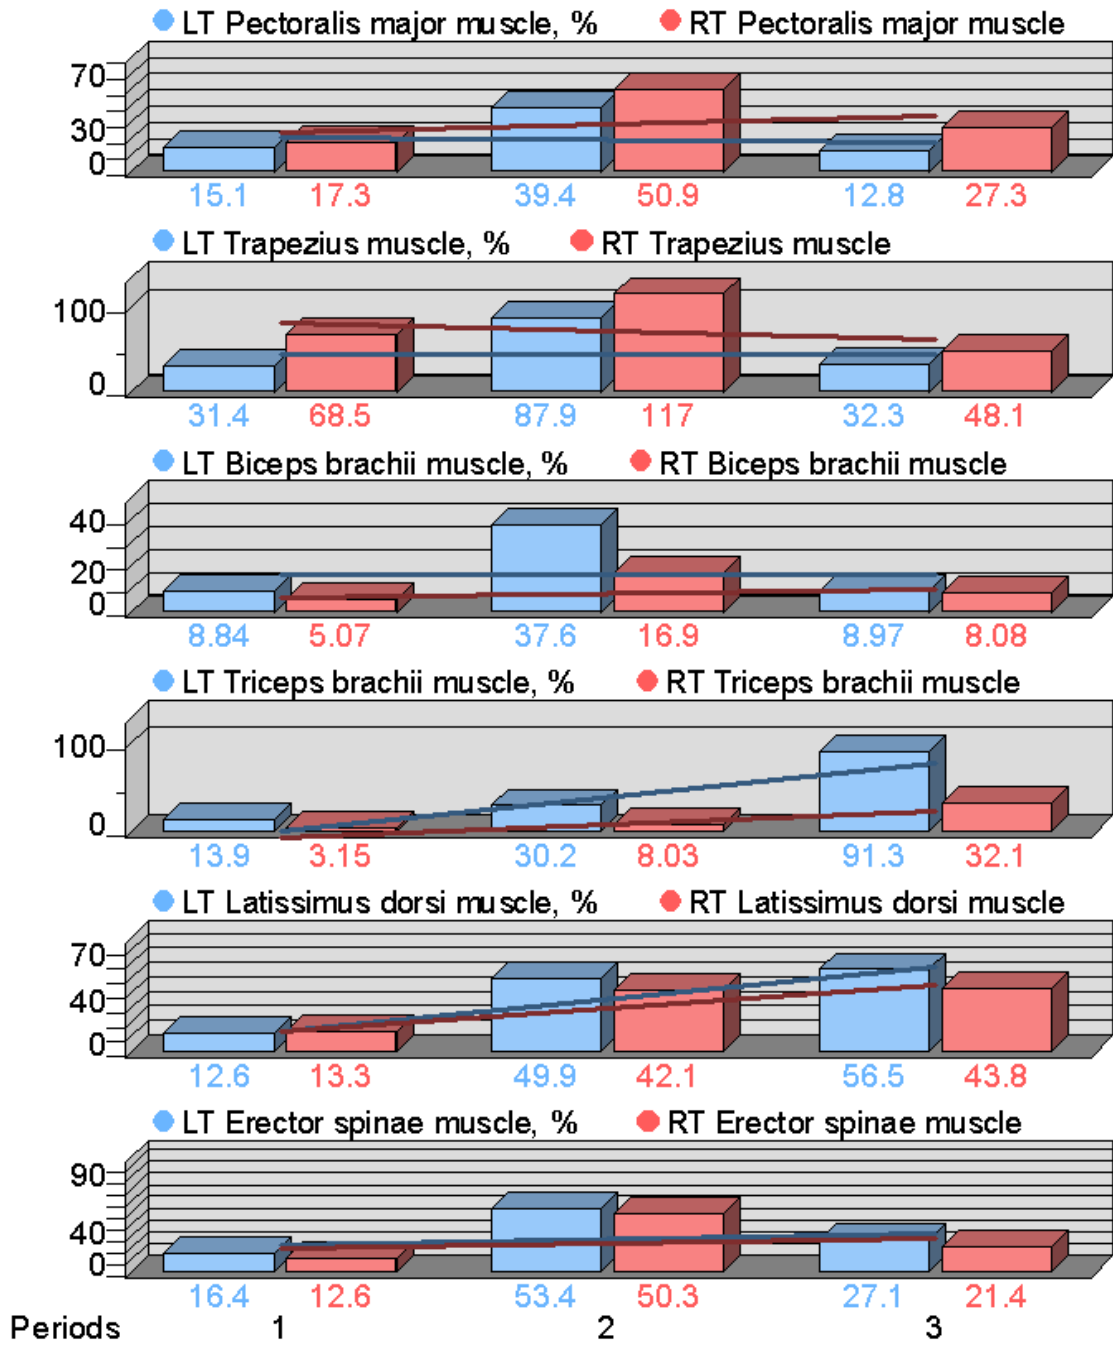 LT Pectoralis major muscle, % RT Pectoralis major muscle
70
30
0
15.1 17.3 39.4 50.9 12.8 27.3
LT Trapezius muscle, % RT Trapezius muscle
100
0
31.4 68.5 87.9 117 32.3 48.1
LT Biceps brachii muscle, % RT Biceps brachii muscle
40
20
0
8.84 5.07 37.6 16.9 8.97 8.08
LT Triceps brachii muscle, % RT Triceps brachii muscle
100
0
13.9 3.15 30.2 8.03 91.3 32.1
LT Latissimus dorsi muscle, % RT Latissimus dorsi muscle
70
40
0
12.6 13.3 49.9 42.1 56.5 43.8
LT Erector spinae muscle, % RT Erector spinae muscle
90
40
0
16.4 12.6 53.4 50.3 27.1 21.4
Periods 1 2 3